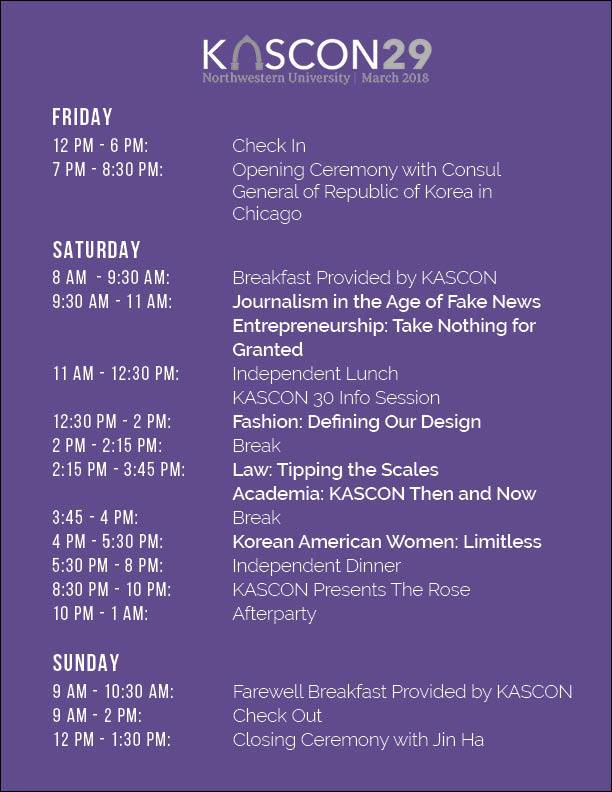 KASCON29
Northwestern University | March 2018
FRIDAY
12 PM - 6 PM: Check In
7 PM - 8:30 PM: Opening Ceremony with Consul
General of Republic of Korea in
Chicago
SATURDAY
8 AM - 9:30 AM: Breakfast Provided by KASCON
9:30 AM - 11 AM: Journalism in the Age of Fake News
Entrepreneurship: Take Nothing for
Granted
11 AM - 12:30 PM: Independent Lunch
KASCON 30 Info Session
12:30 PM - 2 PM: Fashion: Defining Our Design
2 PM - 2:15 PM: Break
2:15 PM - 3:45 PM: Law: Tipping the Scales
Academia: KASCON Then and Now
3:45 - 4 PM: Break
4 PM - 5:30 PM: Korean American Women: Limitless
5:30 PM - 8 PM: Independent Dinner
8:30 PM - 10 PM: KASCON Presents The Rose
10 PM - 1 AM: Afterparty
SUNDAY
9 AM - 10:30 AM: Farewell Breakfast Provided by KASCON
9 AM - 2 PM: Check Out
12 PM - 1:30 PM: Closing Ceremony with Jin Ha